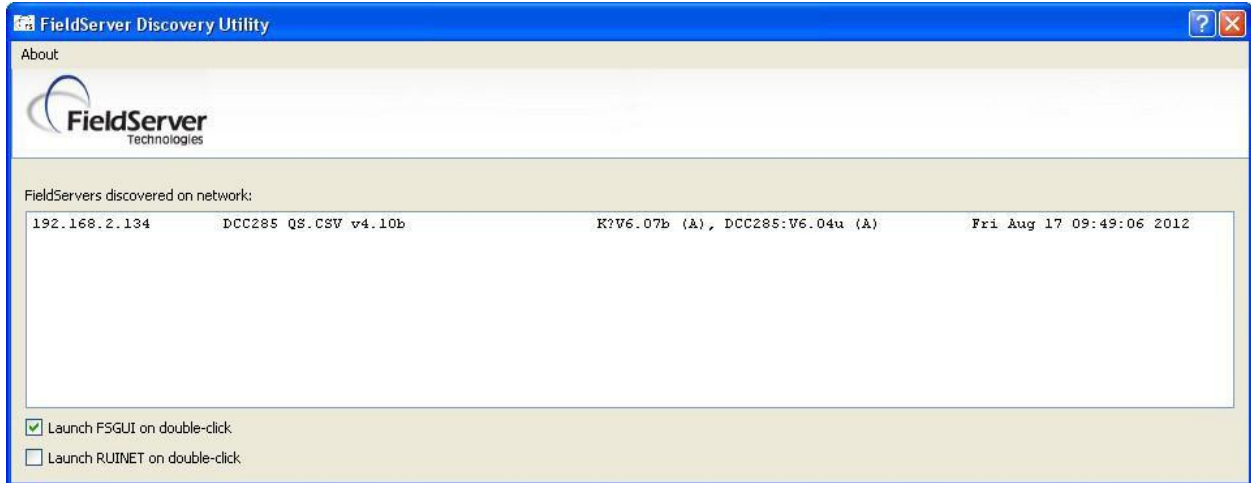 FieldServer Discovery Utility
About
FieldServer
Technologies
FieldServers discovered on network:
192.168.2.134 DCC285 QS.CSV v4.10b K?V6.07b (A), DCC285:V6.04u (A) Fri Aug 17 09:49:06 2012
Launch FSGUI on double-click
Launch RUINET on double-click